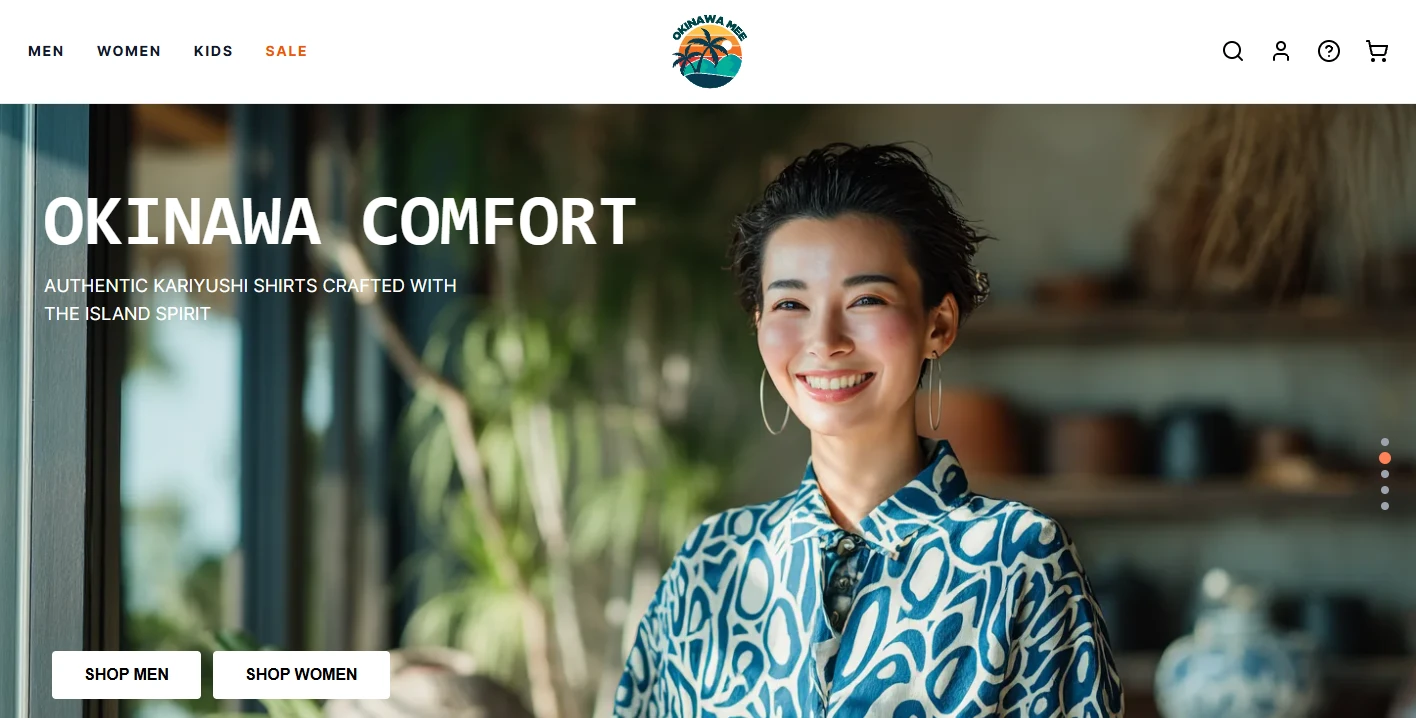 MEN WOMEN KIDS SALE
OKINAWA MEE
OKINAWA COMFORT
AUTHENTIC KARIYUSHI SHIRTS CRAFTED WITH
THE ISLAND SPIRIT
SHOP MEN SHOP WOMEN